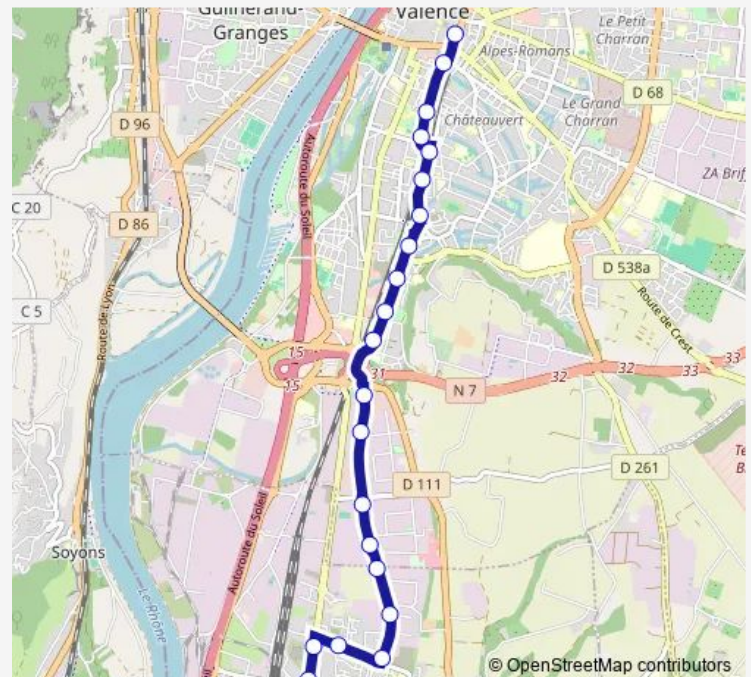 Guilherand-
Granges
Valence
Le Petit
Charran
Alpes-Romans
D 68
D 96
Châteauvert
Le Grand
Charran
Autoroute du Soleil
ZA Brif
C 20
D 86
D 538a
Route de Crest
C 5
Route de Lyon
15
15
31
32
32
33
33
N 7
D 111
D 261
Autoroute du Soleil
Soyons
Le Rhône
© OpenStreetMap contributors